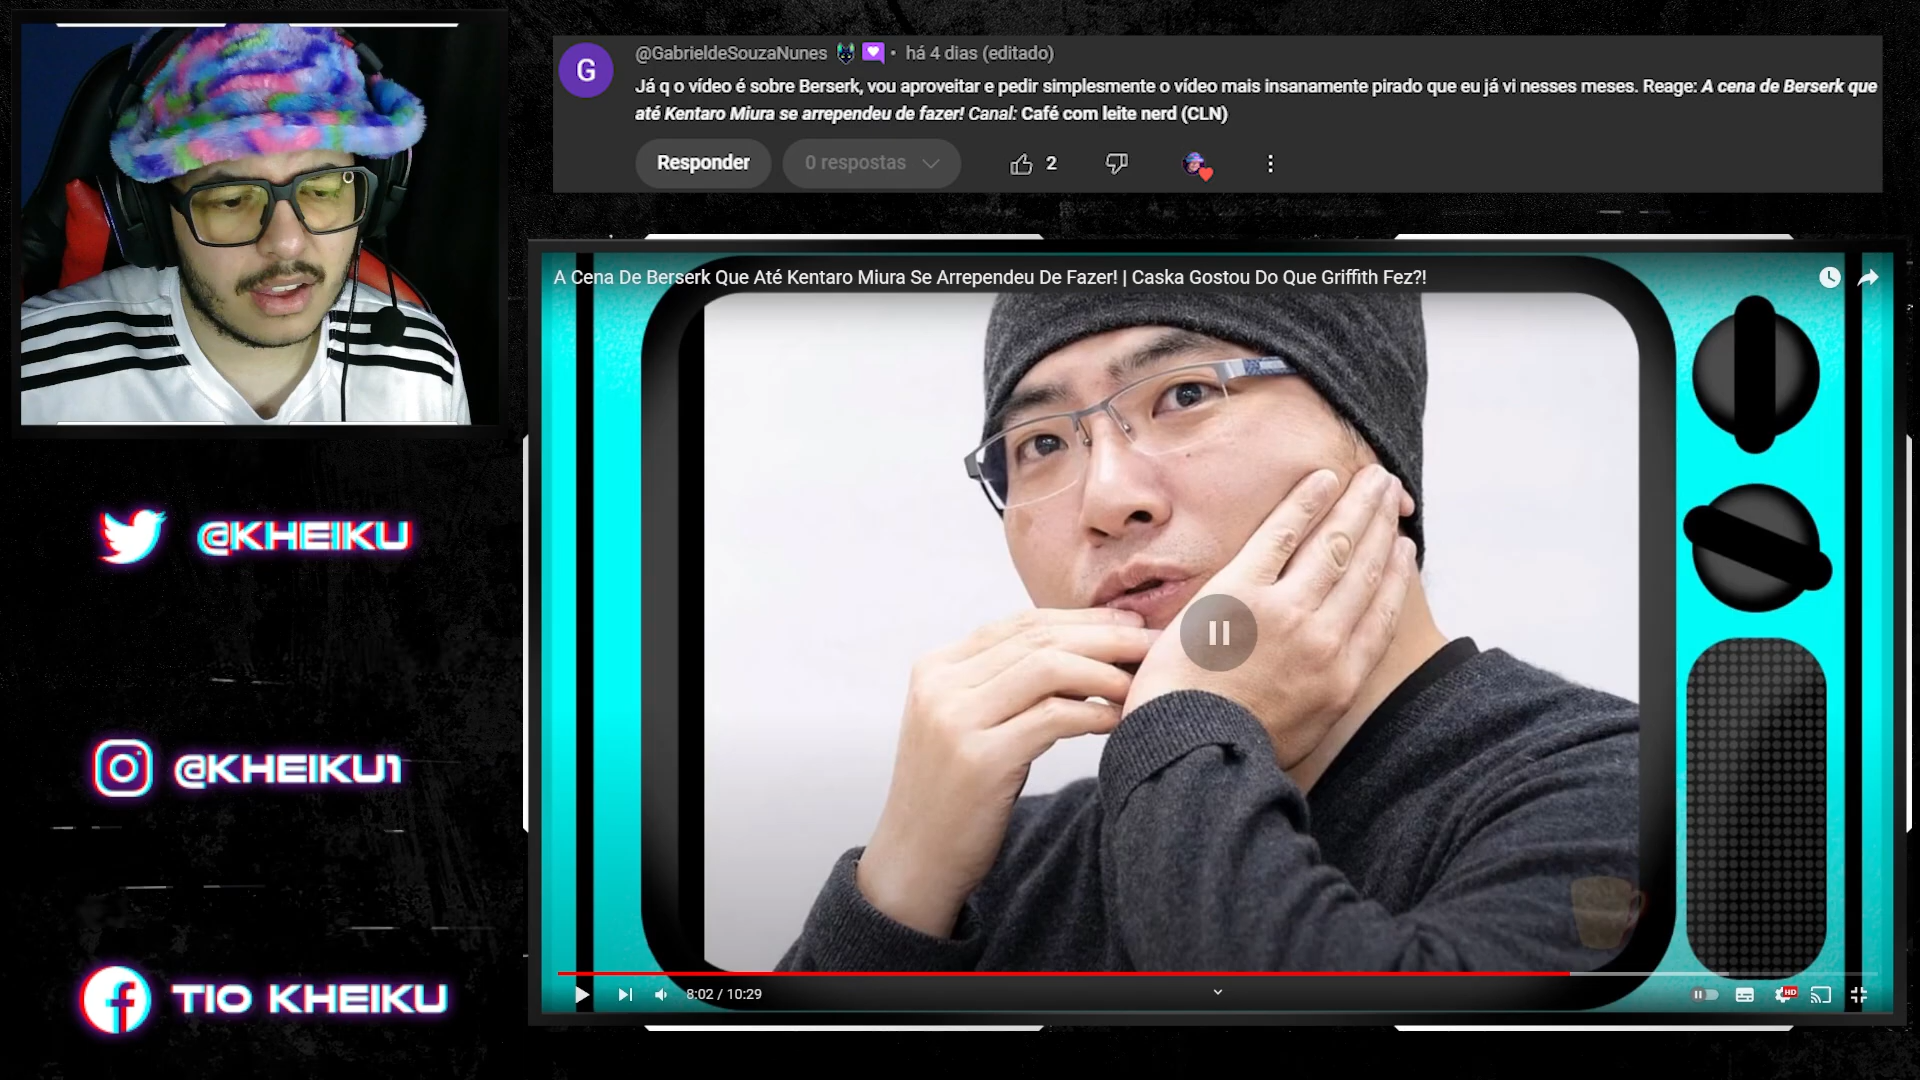 G
@GabrieldeSouzaNunes • há 4 dias (editado)
Já q o vídeo é sobre Berserk, vou aproveitar e pedir simplesmente o vídeo mais insanamente pirado que eu já vi nesses meses. Reage: A cena de Berserk que
até Kentaro Miura se arrependeu de fazer! Canal: Café com leite nerd (CLN)
Responder
0 respostas
2
A Cena De Berserk Que Até Kentaro Miura Se Arrependeu De Fazer! | Caska Gostou Do Que Griffith Fez?!
@KHEIKU
@KHEIKU1
TIO KHEIKU
8:02 / 10:29
HD